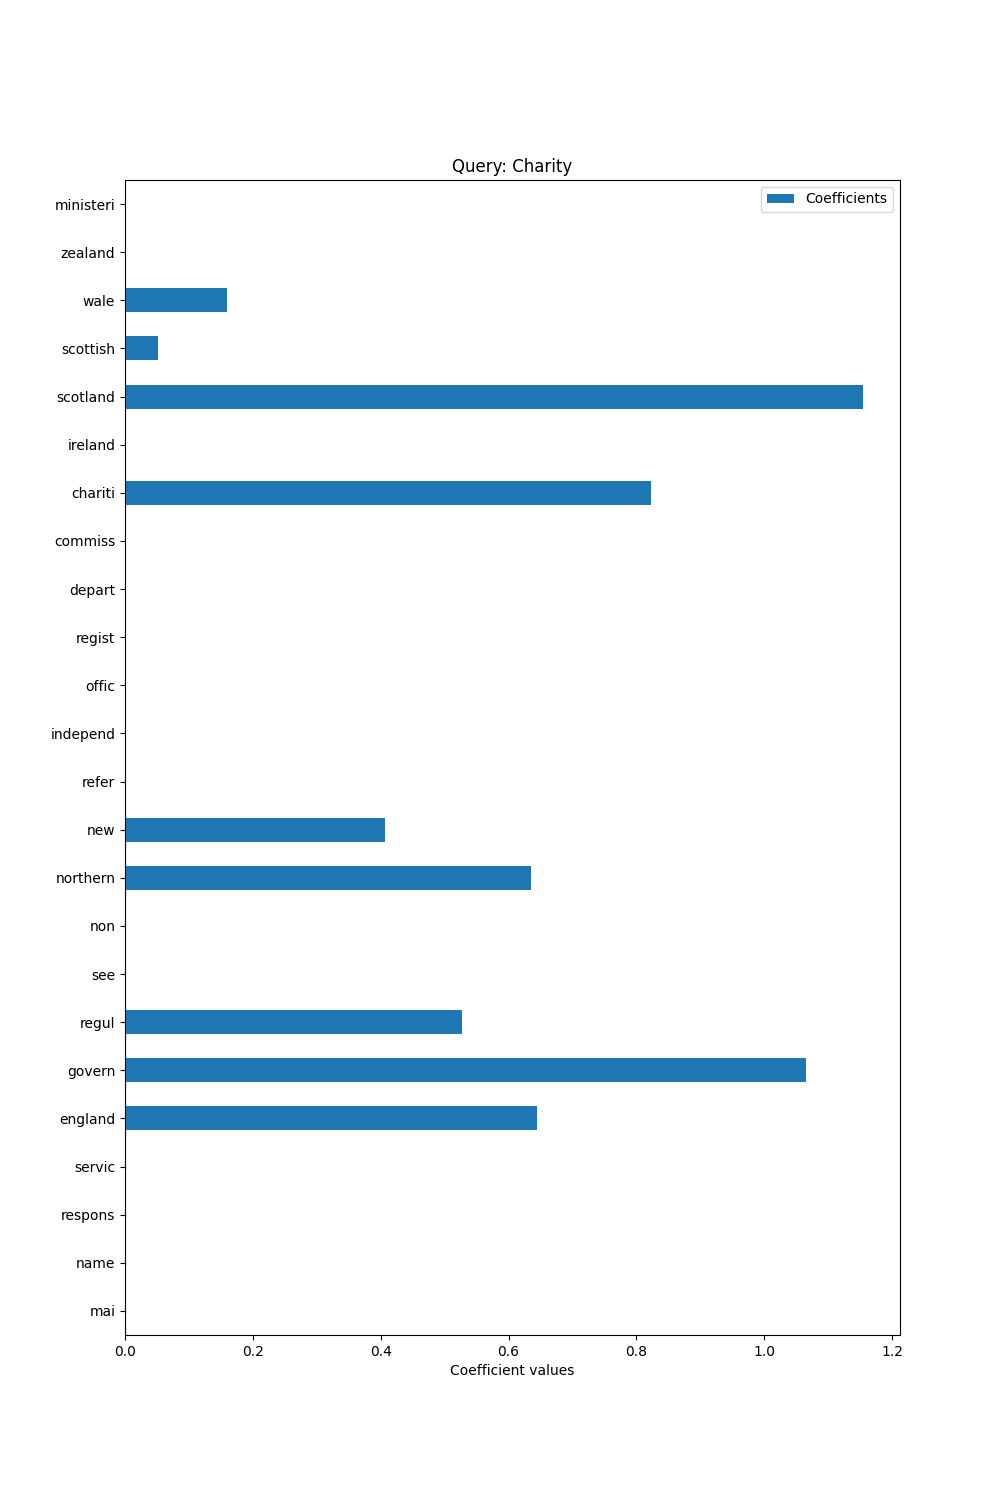 Query: Charity
Coefficients
ministeri
zealand
wale
scottish
scotland
ireland
chariti
commiss
depart
regist
offic
independ
refer
new
northern
non
see
regul
govern
england
servic
respons
name
mai
0.0 0.2 0.4 0.6 0.8 1.0 1.2
Coefficient values